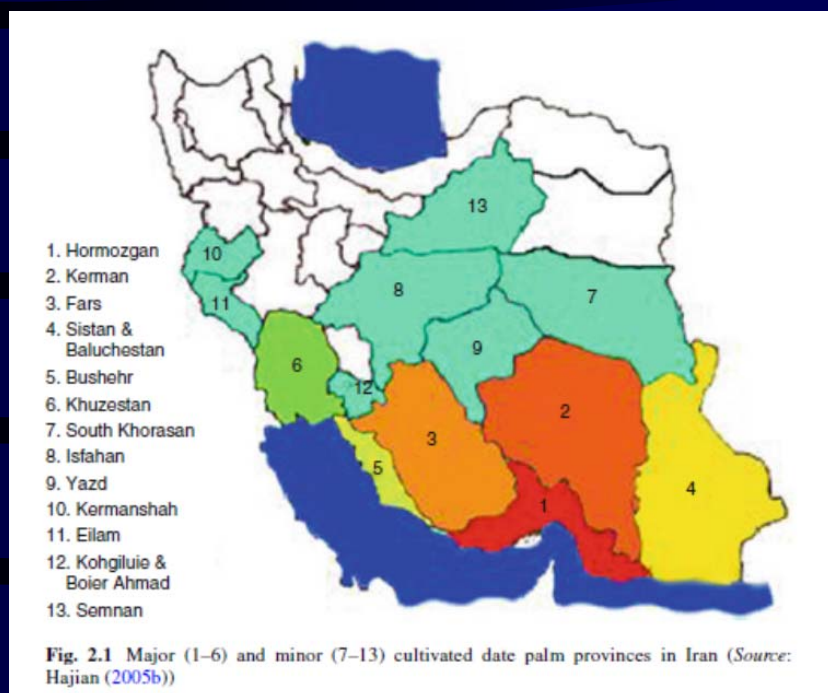 1. Hormozgan
2. Kerman
3. Fars
4. Sistan &
Baluchestan
5. Bushehr
6. Khuzestan
7. South Khorasan
8. Isfahan
9. Yazd
10. Kermanshah
11. Eilam
12. Kohgiluie &
Boier Ahmad
13. Semnan
13
10
8
7
11
9
6
12
2
3
5
4
1
Fig. 2.1 Major (1–6) and minor (7–13) cultivated date palm provinces in Iran (Source:
Hajian (2005b))